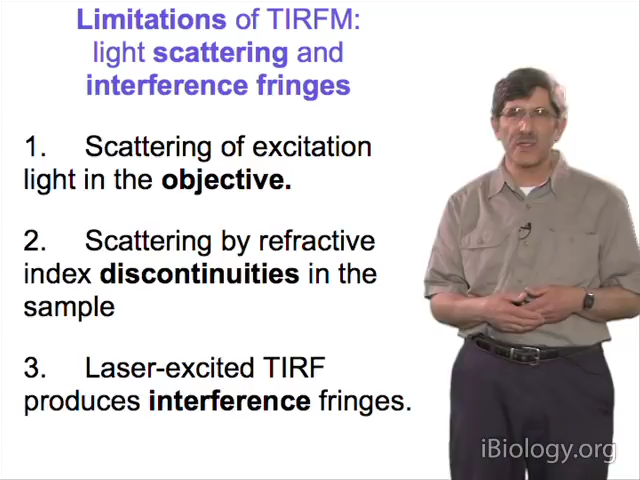 Limitations of TIRFM:
light scattering and
interference fringes
1. Scattering of excitation
light in the objective.
2. Scattering by refractive
index discontinuities in the
sample
3. Laser-excited TIRF
produces interference fringes.
iBiology.org